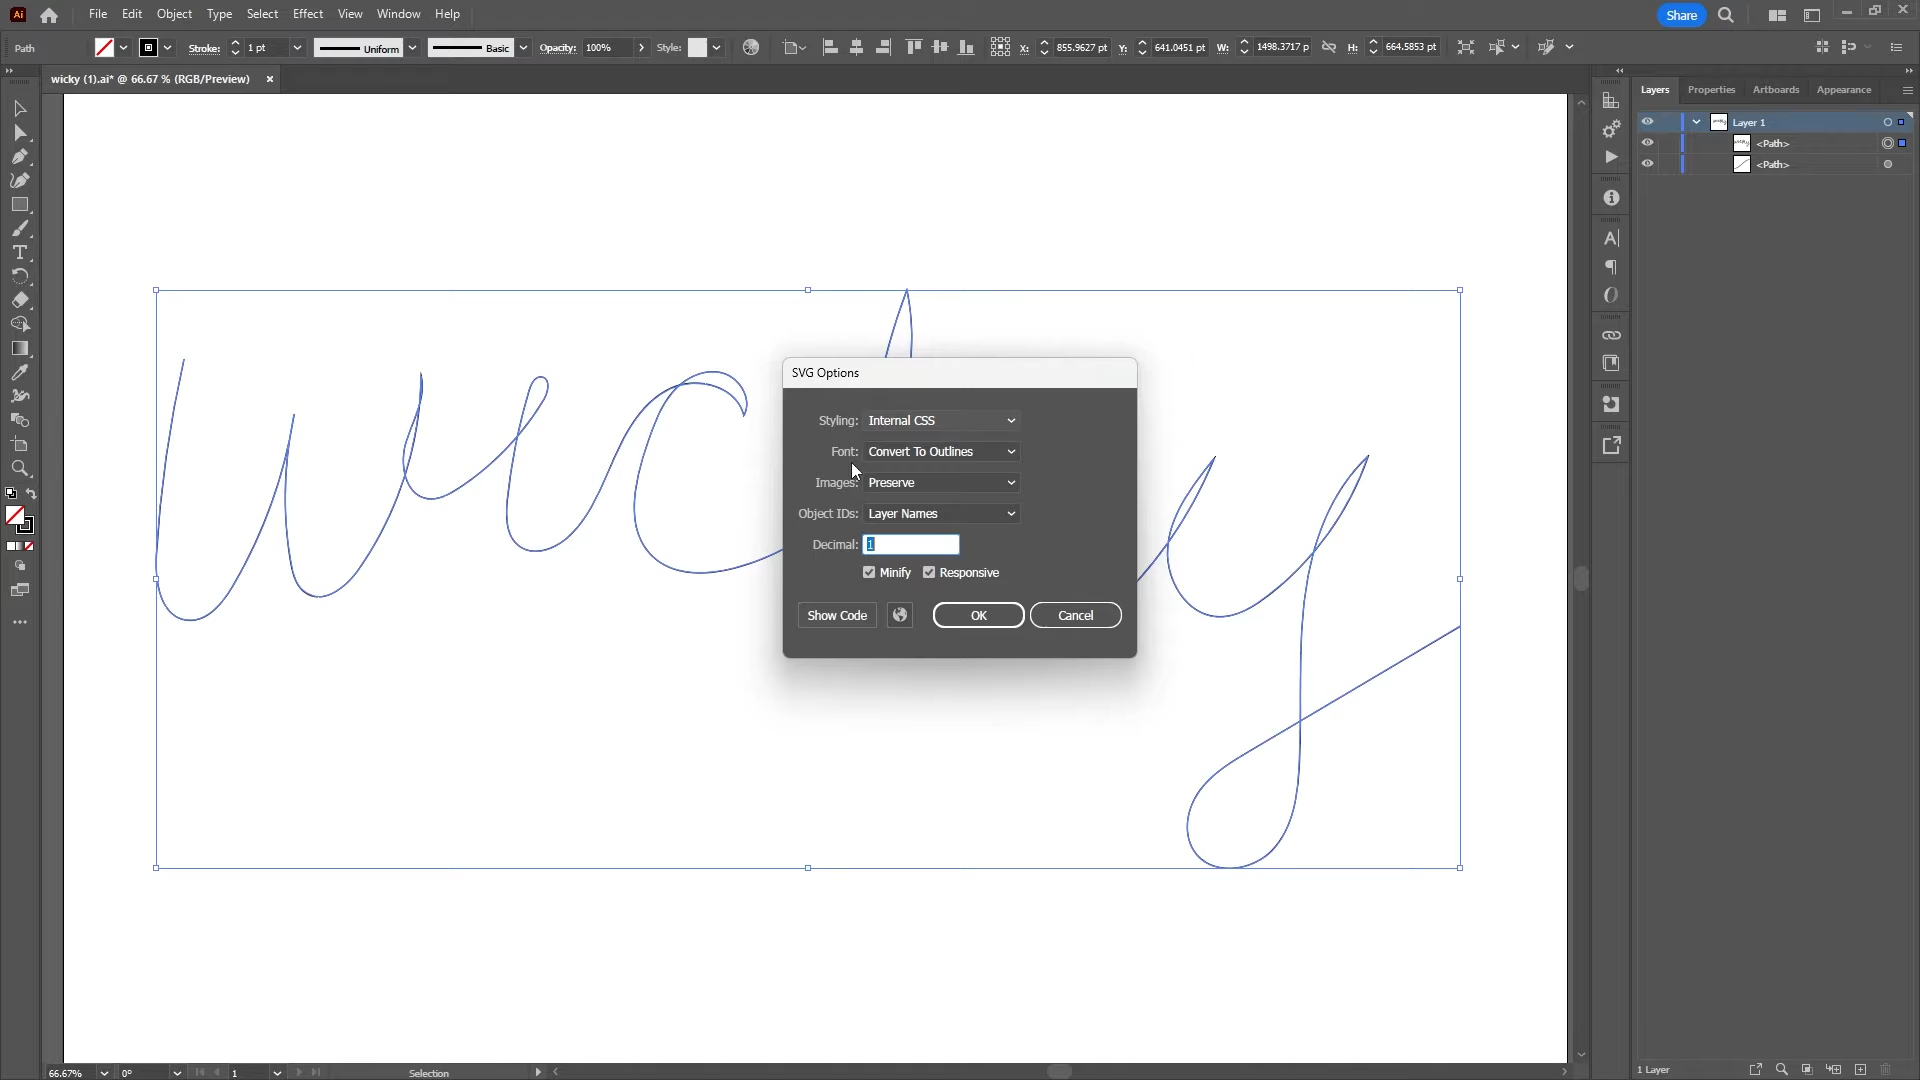 Ai File Edit Object Type Select Effect View Window Help Share
Path Stroke: 1 pt Uniform Basic Opacity: 100% Style: X: 855.9627 pt Y: 641.0451 pt W: 1498.3717 p H: 664.5853 pt
wicky (1).ai* @ 66.67 % (RGB/Preview) ×
Layers Properties Artboards Appearance
Layer 1
<Path>
<Path>
SVG Options
Styling: Internal CSS
Font: Convert To Outlines
Images: Preserve
Object IDs: Layer Names
Decimal: 1
Minify Responsive
Show Code OK Cancel
66.67% 0° 1 Selection
1 Layer